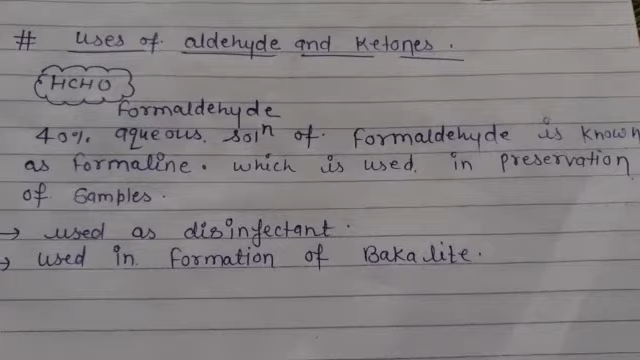 # uses of aldehyde and Ketones.
HCHO
formaldehyde
40% aqueous. solⁿ of formaldehyde is known
as formaline. which is used in preservation
of samples.
→ used as disinfectant.
→ used in formation of Bakalite.